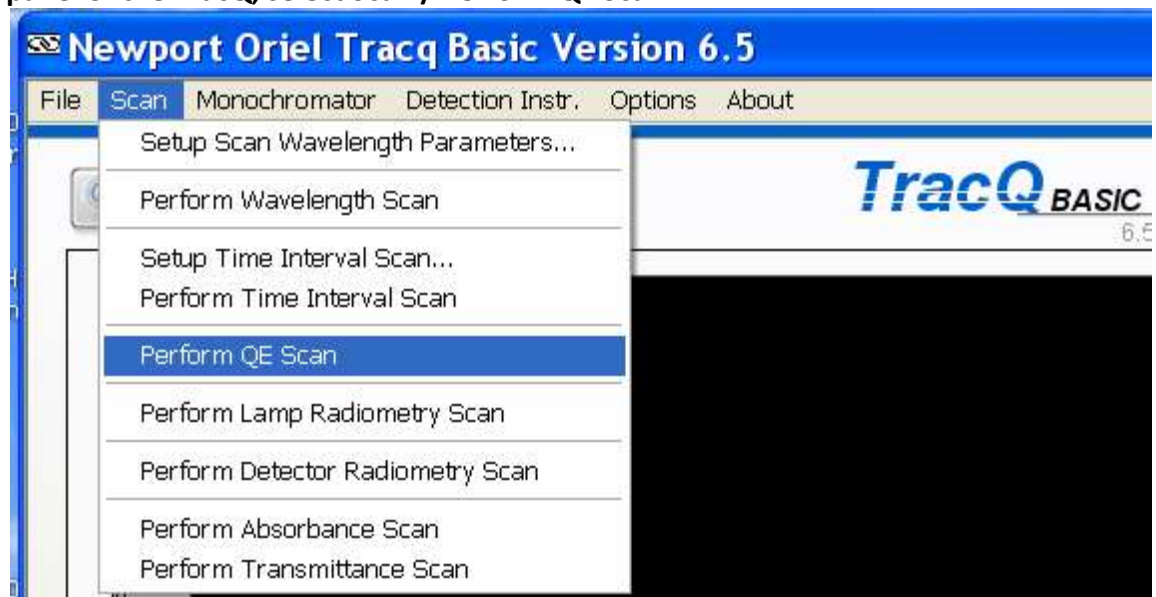 Newport Oriel Tracq Basic Version 6.5
File Scan Monochromator Detection Instr. Options About
Setup Scan Wavelength Parameters...
TracQ BASIC
Perform Wavelength Scan
Setup Time Interval Scan...
Perform Time Interval Scan
Perform QE Scan
Perform Lamp Radiometry Scan
Perform Detector Radiometry Scan
Perform Absorbance Scan
Perform Transmittance Scan